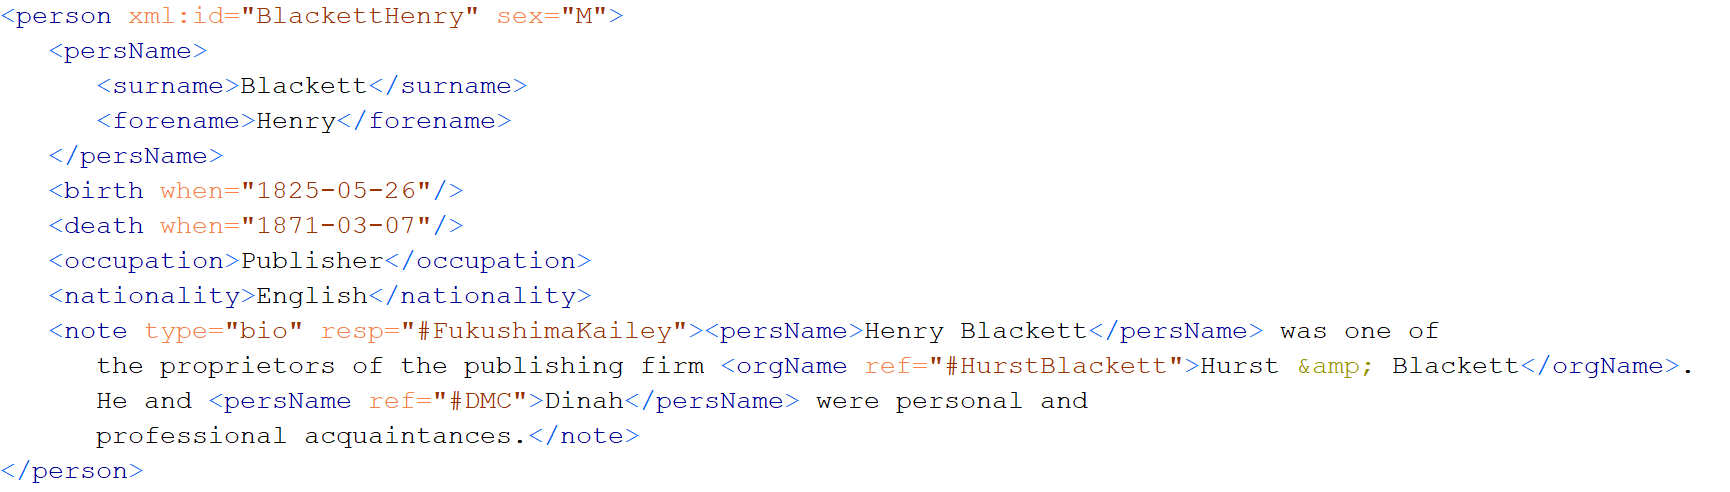 <person xml:id="BlackettHenry" sex="M">
<persName>
<surname>Blackett</surname>
<forename>Henry</forename>
</persName>
<birth when="1825-05-26"/>
<death when="1871-03-07"/>
<occupation>Publisher</occupation>
<nationality>English</nationality>
<note type="bio" resp="#FukushimaKailey"><persName>Henry Blackett</persName> was one of
the proprietors of the publishing firm <orgName ref="#HurstBlackett">Hurst &amp; Blackett</orgName>.
He and <persName ref="#DMC">Dinah</persName> were personal and
professional acquaintances.</note>
</person>